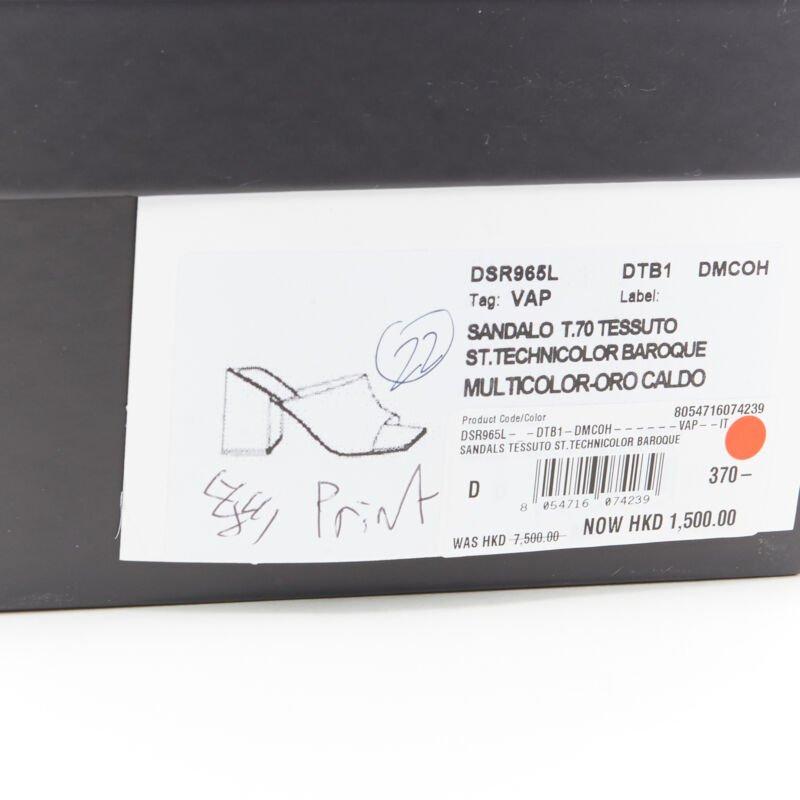 DSR965L DTB1 DMCOH
Tag: VAP Label:
SANDALO T.70 TESSUTO
ST.TECHNICOLOR BAROQUE
MULTICOLOR-ORO CALDO
22
Print
8054716074239
Product Code/Color
DSR965L- -DTB1-DMCOH------VAP--IT
SANDALS TESSUTO ST.TECHNICOLOR BAROQUE
D 370-
8 054716 074239
WAS HKD 7,500.00 NOW HKD 1,500.00